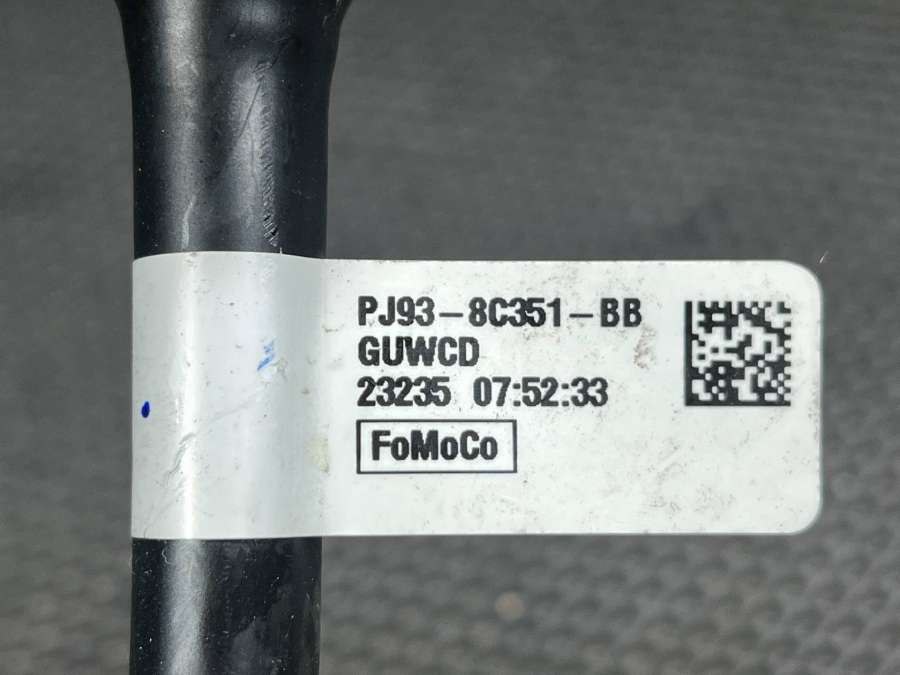 PJ93-8C351-BB
GUWCD
23235 07:52:33
FoMoCo